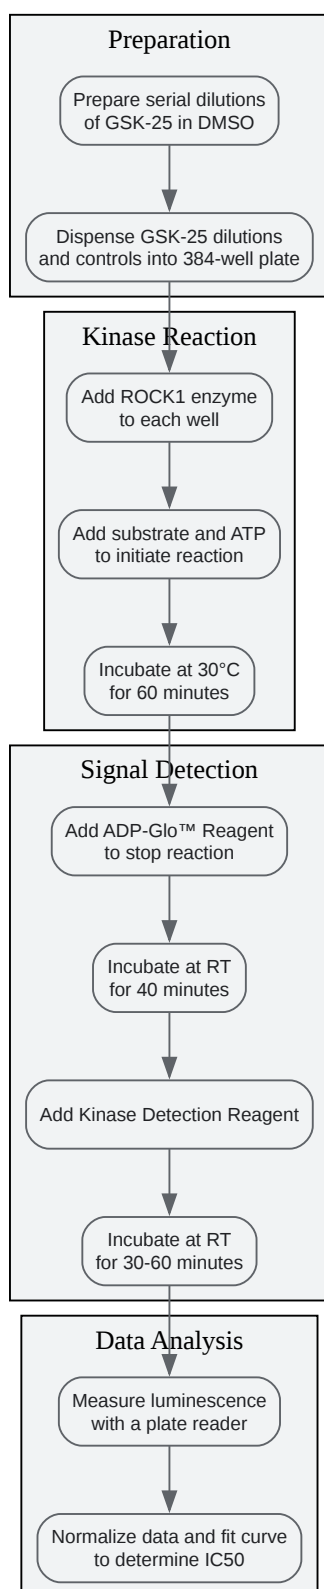 Preparation
Prepare serial dilutions
of GSK-25 in DMSO
Dispense GSK-25 dilutions
and controls into 384-well plate
Kinase Reaction
Add ROCK1 enzyme
to each well
Add substrate and ATP
to initiate reaction
Incubate at 30°C
for 60 minutes
Signal Detection
Add ADP-Glo™ Reagent
to stop reaction
Incubate at RT
for 40 minutes
Add Kinase Detection Reagent
Incubate at RT
for 30-60 minutes
Data Analysis
Measure luminescence
with a plate reader
Normalize data and fit curve
to determine IC50